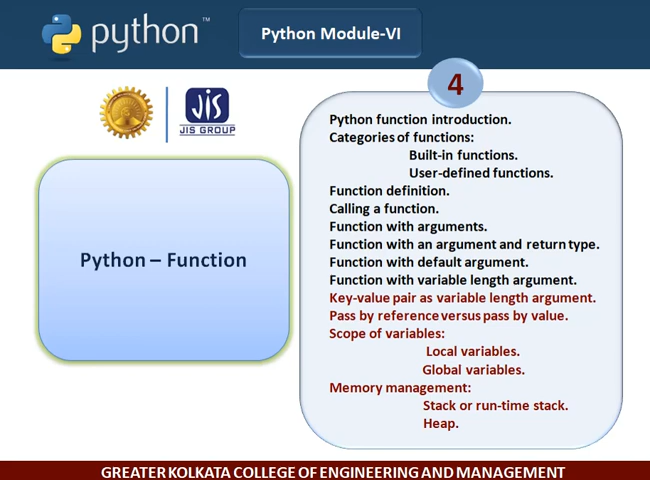 python™
Python Module-VI
4
JiS
JIS GROUP
Python – Function
Python function introduction.
Categories of functions:
Built-in functions.
User-defined functions.
Function definition.
Calling a function.
Function with arguments.
Function with an argument and return type.
Function with default argument.
Function with variable length argument.
Key-value pair as variable length argument.
Pass by reference versus pass by value.
Scope of variables:
Local variables.
Global variables.
Memory management:
Stack or run-time stack.
Heap.
GREATER KOLKATA COLLEGE OF ENGINEERING AND MANAGEMENT